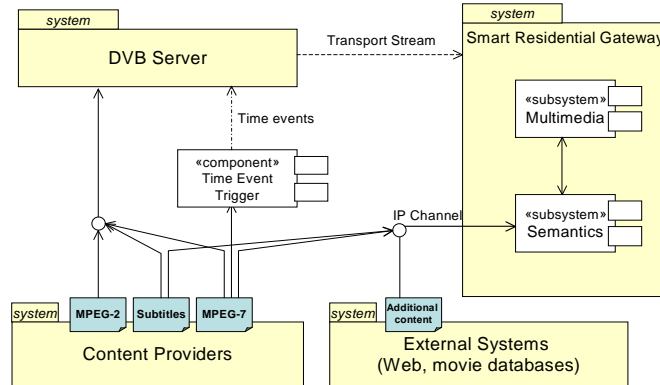 system
DVB Server
Transport Stream
system
Smart Residential Gateway
«subsystem»
Multimedia
Time events
«component»
Time Event
Trigger
IP Channel
«subsystem»
Semantics
system
MPEG-2
Subtitles
MPEG-7
Content Providers
system
Additional
content
External Systems
(Web, movie databases)